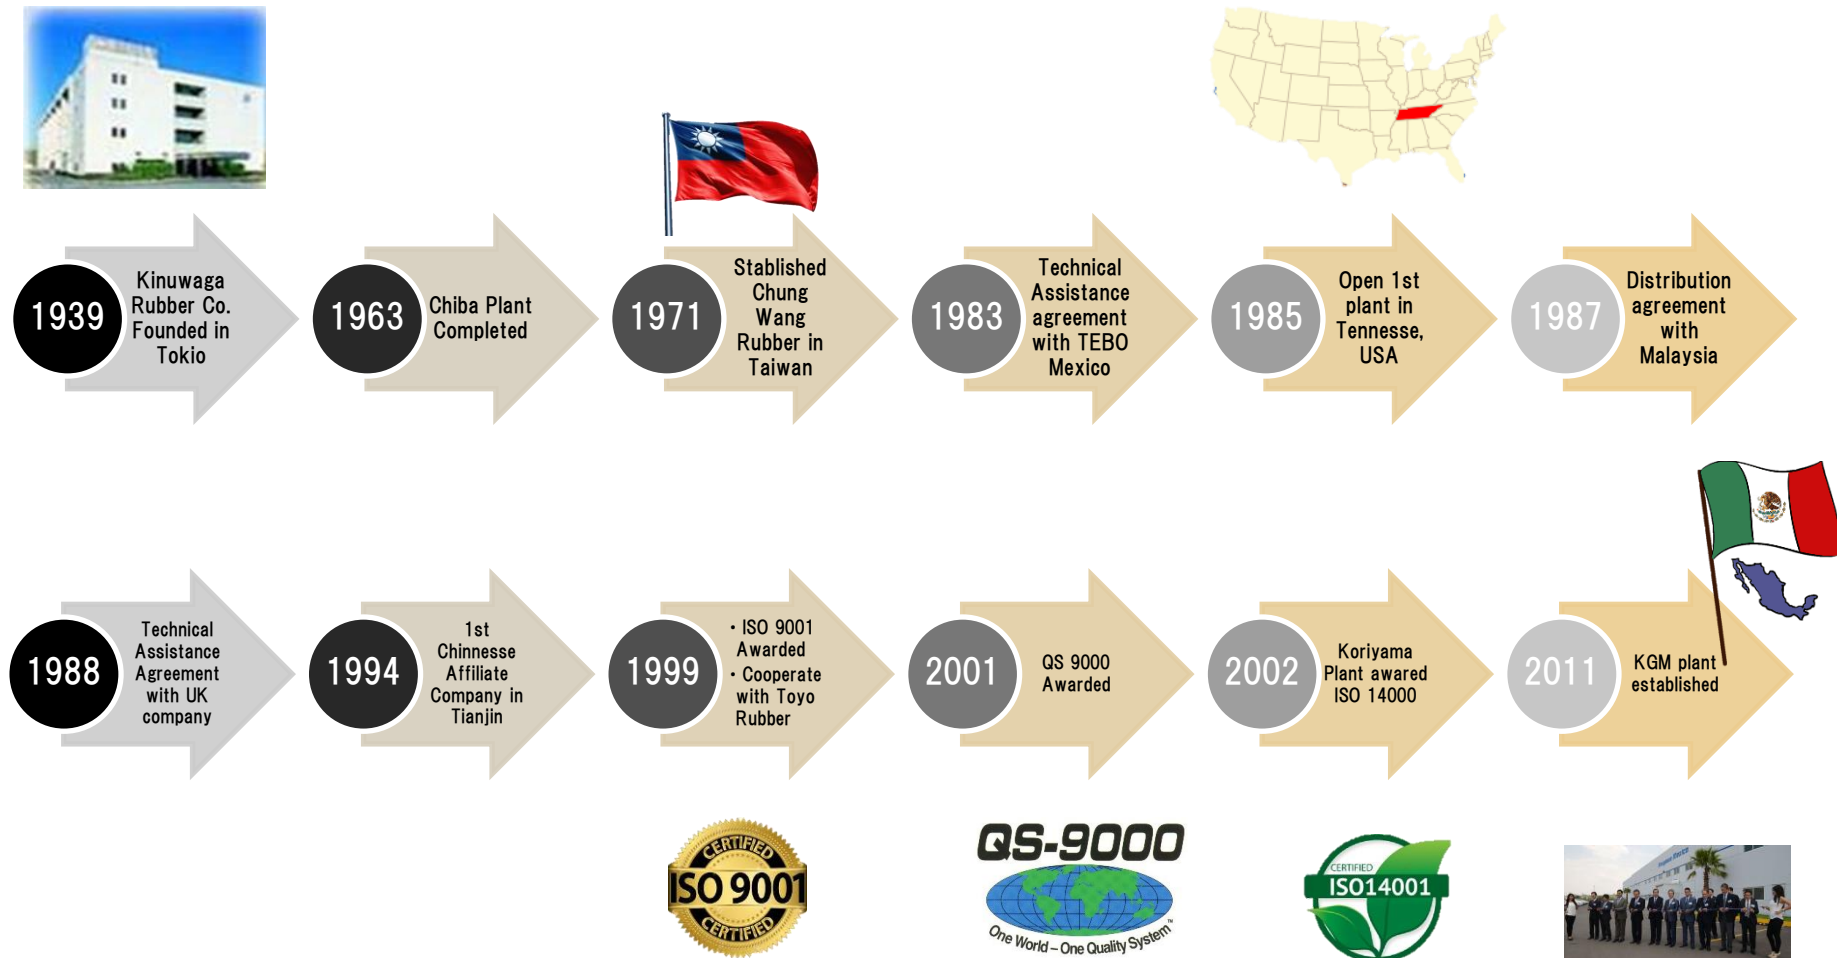 1939
Kinuwaga
Rubber Co.
Founded in
Tokio
1963
Chiba Plant
Completed
1971
Stablished
Chung
Wang
Rubber in
Taiwan
1983
Technical
Assistance
agreement
with TEBO
Mexico
1985
Open 1st
plant in
Tennesse,
USA
1987
Distribution
agreement
with
Malaysia
1988
Technical
Assistance
Agreement
with UK
company
1994
1st
Chinnesse
Affiliate
Company in
Tianjin
1999
・ISO 9001
Awarded
・Cooperate
with Toyo
Rubber
2001
QS 9000
Awarded
2002
Koriyama
Plant awared
ISO 14000
2011
KGM plant
established
CERTIFIED
ISO 9001
CERTIFIED
QS-9000
One World – One Quality System™
CERTIFIED
ISO14001